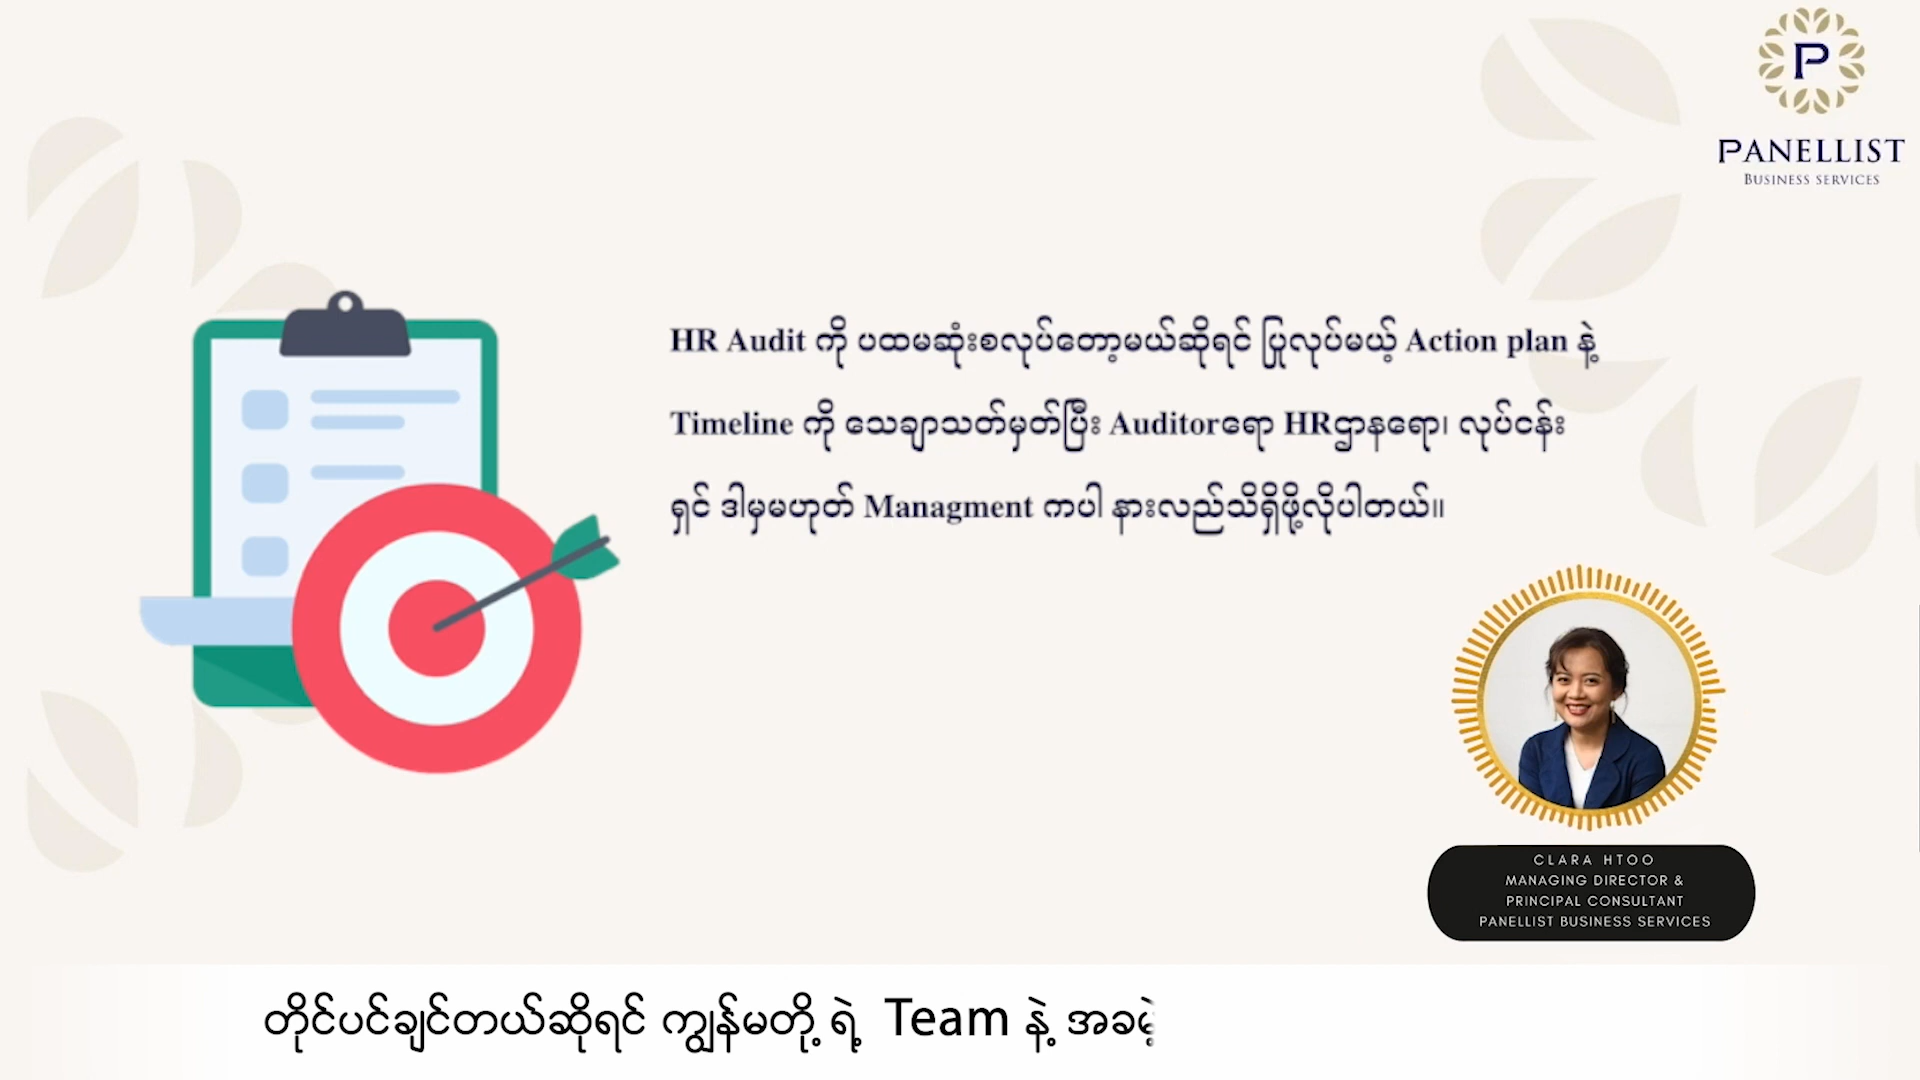 P
PANELLIST
BUSINESS SERVICES
HR Audit ကို ပထမဆုံးစလုပ်တော့မယ်ဆိုရင် ပြုလုပ်မယ့် Action plan နဲ့
Timeline ကို သေချာသတ်မှတ်ပြီး Auditorရော HRဌာနရော၊ လုပ်ငန်း
ရှင် ဒါမှမဟုတ် Managment ကပါ နားလည်သိရှိဖို့လိုပါတယ်။
CLARA HTOO
MANAGING DIRECTOR &
PRINCIPAL CONSULTANT
PANELLIST BUSINESS SERVICES
တိုင်ပင်ချင်တယ်ဆိုရင် ကျွန်မတို့ ရဲ့ Team နဲ့